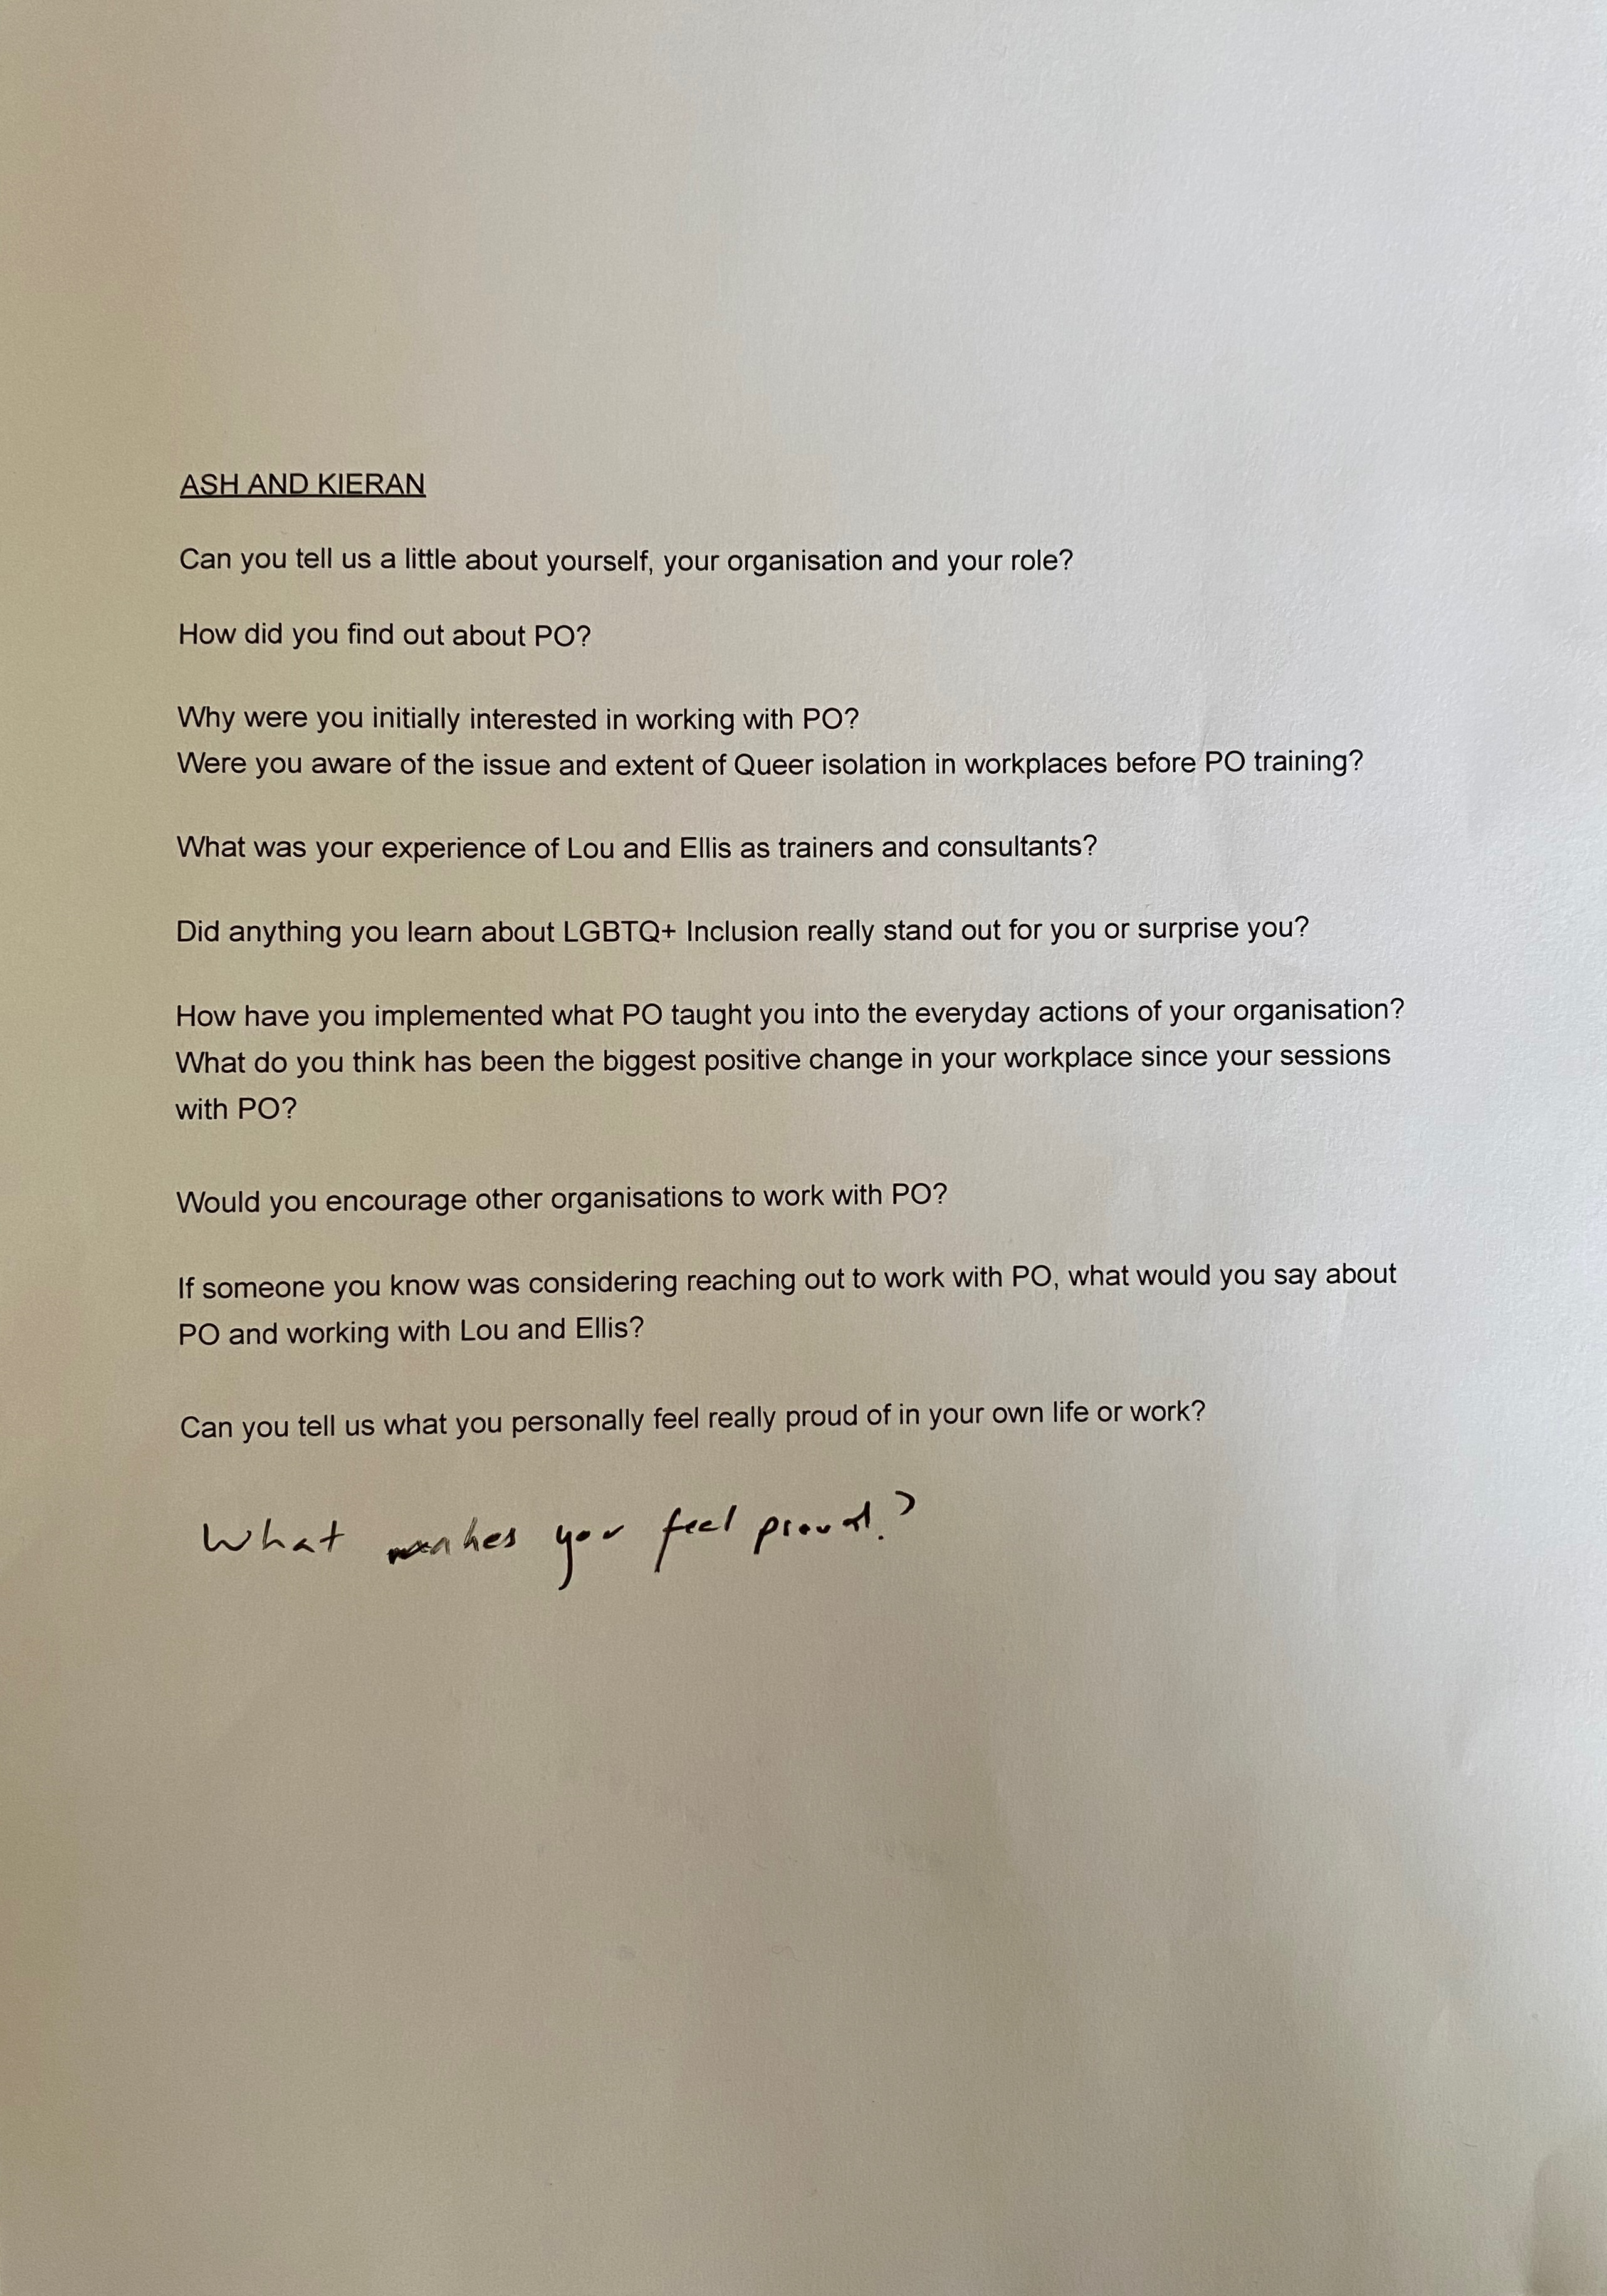 ASH AND KIERAN
Can you tell us a little about yourself, your organisation and your role?
How did you find out about PO?
Why were you initially interested in working with PO?
Were you aware of the issue and extent of Queer isolation in workplaces before PO training?
What was your experience of Lou and Ellis as trainers and consultants?
Did anything you learn about LGBTQ+ Inclusion really stand out for you or surprise you?
How have you implemented what PO taught you into the everyday actions of your organisation?
What do you think has been the biggest positive change in your workplace since your sessions
with PO?
Would you encourage other organisations to work with PO?
If someone you know was considering reaching out to work with PO, what would you say about
PO and working with Lou and Ellis?
Can you tell us what you personally feel really proud of in your own life or work?
What makes you feel proud?